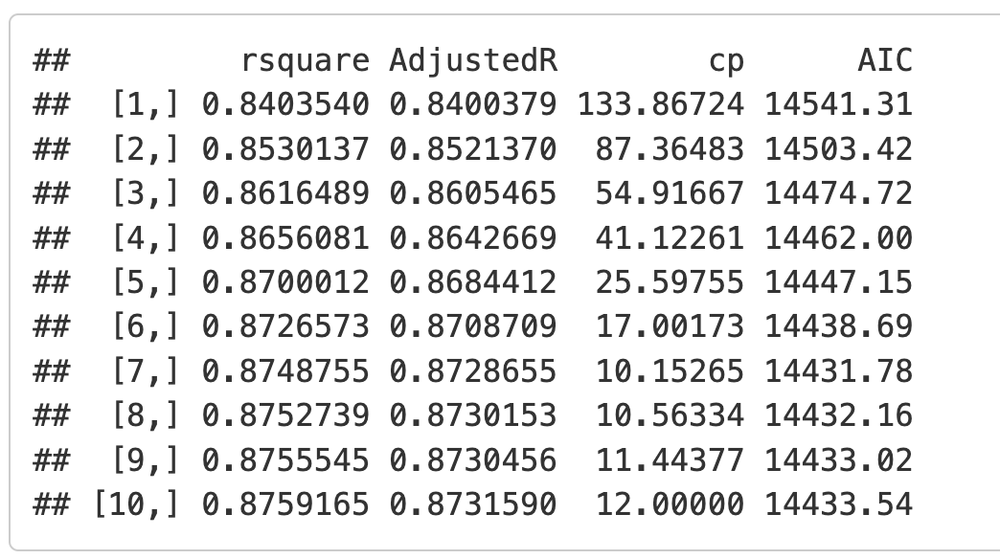 ##         rsquare AdjustedR        cp      AIC
##  [1,] 0.8403540 0.8400379 133.86724 14541.31
##  [2,] 0.8530137 0.8521370  87.36483 14503.42
##  [3,] 0.8616489 0.8605465  54.91667 14474.72
##  [4,] 0.8656081 0.8642669  41.12261 14462.00
##  [5,] 0.8700012 0.8684412  25.59755 14447.15
##  [6,] 0.8726573 0.8708709  17.00173 14438.69
##  [7,] 0.8748755 0.8728655  10.15265 14431.78
##  [8,] 0.8752739 0.8730153  10.56334 14432.16
##  [9,] 0.8755545 0.8730456  11.44377 14433.02
## [10,] 0.8759165 0.8731590  12.00000 14433.54